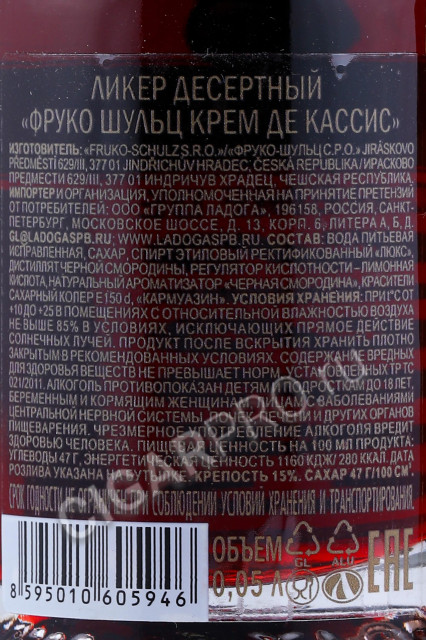 ЛИКЕР ДЕСЕРТНЫЙ
«ФРУКО ШУЛЬЦ КРЕМ ДЕ КАССИС»
ИЗГОТОВИТЕЛЬ: «FRUKO-SCHULZ S.R.O.»/«ФРУКО-ШУЛЬЦ С.Р.О.» JIRÁSKOVO
PŘEDMĚSTÍ 629/III, 377 01 JINDŘICHŮV HRADEC, ČESKÁ REPUBLIKA / ИРАСКОВО
ПРЕДМЕСТИ 629/III, 377 01 ИНДРИЧУВ ХРАДЕЦ, ЧЕШСКАЯ РЕСПУБЛИКА.
ИМПОРТЕР И ОРГАНИЗАЦИЯ, УПОЛНОМОЧЕННАЯ НА ПРИНЯТИЕ ПРЕТЕНЗИЙ
ОТ ПОТРЕБИТЕЛЕЙ: ООО «ГРУППА ЛАДОГА», 196158, РОССИЯ, САНКТ-
ПЕТЕРБУРГ, МОСКОВСКОЕ ШОССЕ, Д. 13, КОРП. 6, ЛИТЕРА А, Б, Д.
GL@LADOGASPB.RU, WWW.LADOGASPB.RU. СОСТАВ: ВОДА ПИТЬЕВАЯ
ИСПРАВЛЕННАЯ, САХАР, СПИРТ ЭТИЛОВЫЙ РЕКТИФИКОВАННЫЙ «ЛЮКС»,
ДИСТИЛЛЯТ ЧЕРНОЙ СМОРОДИНЫ, РЕГУЛЯТОР КИСЛОТНОСТИ – ЛИМОННАЯ
КИСЛОТА, НАТУРАЛЬНЫЙ АРОМАТИЗАТОР «ЧЕРНАЯ СМОРОДИНА», КРАСИТЕЛИ
САХАРНЫЙ КОЛЕР Е150 d, «КАРМУАЗИН». УСЛОВИЯ ХРАНЕНИЯ: ПРИ t°С ОТ
+10 ДО +25 В ПОМЕЩЕНИЯХ С ОТНОСИТЕЛЬНОЙ ВЛАЖНОСТЬЮ ВОЗДУХА
НЕ ВЫШЕ 85% В УСЛОВИЯХ, ИСКЛЮЧАЮЩИХ ПРЯМОЕ ДЕЙСТВИЕ
СОЛНЕЧНЫХ ЛУЧЕЙ. ПРОДУКТ ПОСЛЕ ВСКРЫТИЯ ХРАНИТЬ ПЛОТНО
ЗАКРЫТЫМ В РЕКОМЕНДОВАННЫХ УСЛОВИЯХ. СОДЕРЖАНИЕ ВРЕДНЫХ
ДЛЯ ЗДОРОВЬЯ ВЕЩЕСТВ НЕ ПРЕВЫШАЕТ НОРМ, УСТАНОВЛЕННЫХ ТР ТС
021/2011. АЛКОГОЛЬ ПРОТИВОПОКАЗАН ДЕТЯМ И ПОДРОСТКАМ ДО 18 ЛЕТ,
БЕРЕМЕННЫМ И КОРМЯЩИМ ЖЕНЩИНАМ, ЛИЦАМ С ЗАБОЛЕВАНИЯМИ
ЦЕНТРАЛЬНОЙ НЕРВНОЙ СИСТЕМЫ, ПОЧЕК, ПЕЧЕНИ И ДРУГИХ ОРГАНОВ
ПИЩЕВАРЕНИЯ. ЧРЕЗМЕРНОЕ УПОТРЕБЛЕНИЕ АЛКОГОЛЯ ВРЕДИТ
ЗДОРОВЬЮ ЧЕЛОВЕКА. ПИЩЕВАЯ ЦЕННОСТЬ НА 100 МЛ ПРОДУКТА:
УГЛЕВОДЫ 47 Г, ЭНЕРГЕТИЧЕСКАЯ ЦЕННОСТЬ 1160 КДЖ / 280 ККАЛ. ДАТА
РОЗЛИВА УКАЗАНА НА БУТЫЛКЕ. КРЕПОСТЬ 15%. САХАР 47 Г/100 СМ³.
СРОК ГОДНОСТИ НЕ ОГРАНИЧЕН ПРИ СОБЛЮДЕНИИ УСЛОВИЙ ХРАНЕНИЯ И ТРАНСПОРТИРОВАНИЯ.
ОБЪЕМ
0,05 Л
GL
ALU
EAC
8 595010 605946
CIGARPRO.RU